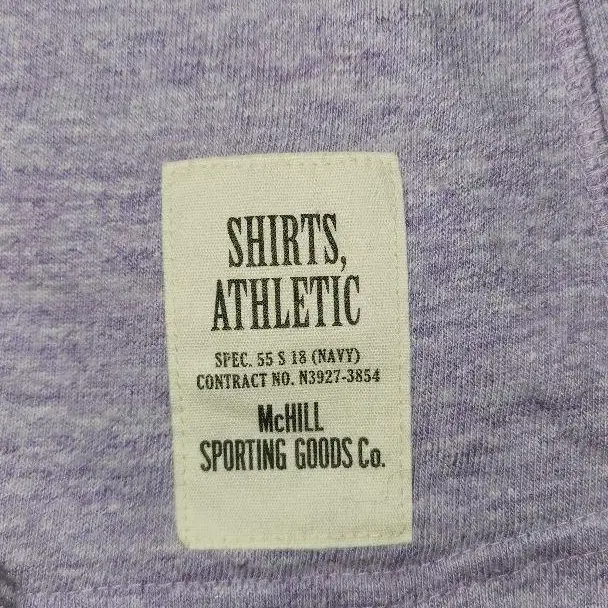 SHIRTS,
ATHLETIC
SPEC. 55 S 18 (NAVY)
CONTRACT NO. N3927-3854
McHILL
SPORTING GOODS Co.